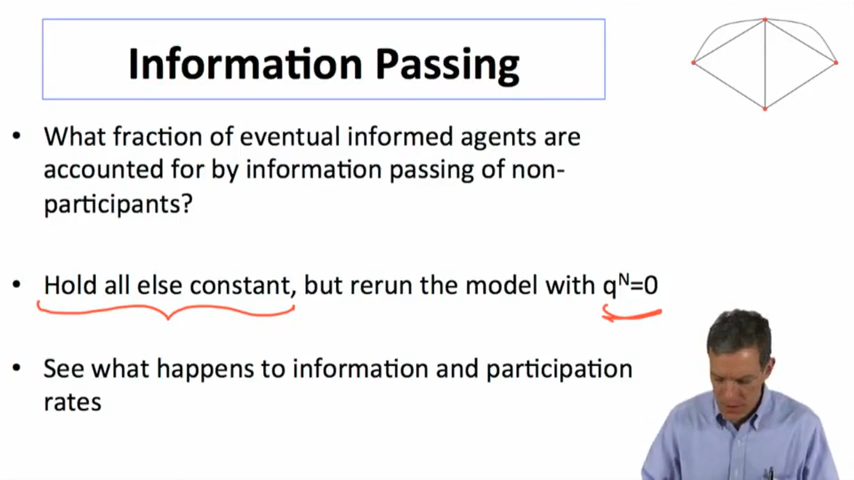 Information Passing
• What fraction of eventual informed agents are
accounted for by information passing of non-
participants?
• Hold all else constant, but rerun the model with qᴺ=0
• See what happens to information and participation
rates